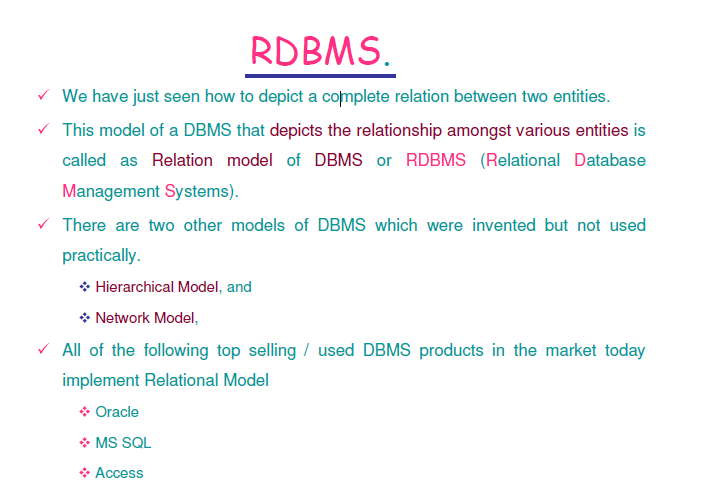 RDBMS.
We have just seen how to depict a complete relation between two entities.
This model of a DBMS that depicts the relationship amongst various entities is
called as Relation model of DBMS or RDBMS (Relational Database
Management Systems).
There are two other models of DBMS which were invented but not used
practically.
Hierarchical Model, and
Network Model,
All of the following top selling / used DBMS products in the market today
implement Relational Model
Oracle
MS SQL
Access